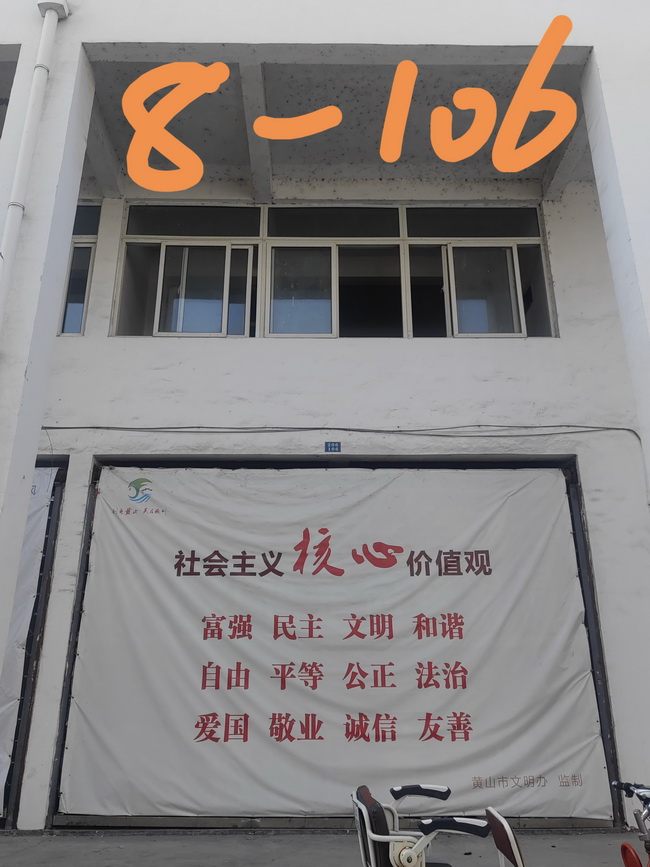 8-106
社会主义核心价值观
富强 民主 文明 和谐
自由 平等 公正 法治
爱国 敬业 诚信 友善
黄山市文明办 监制